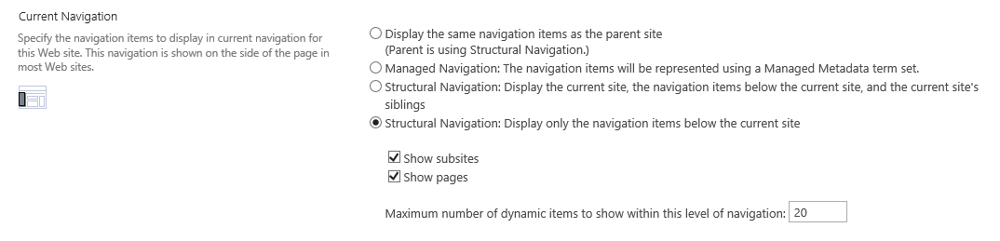 Current Navigation
Specify the navigation items to display in current navigation for
this Web site. This navigation is shown on the side of the page in
most Web sites.
Display the same navigation items as the parent site
(Parent is using Structural Navigation.)
Managed Navigation: The navigation items will be represented using a Managed Metadata term set.
Structural Navigation: Display the current site, the navigation items below the current site, and the current site's
siblings
Structural Navigation: Display only the navigation items below the current site
Show subsites
Show pages
Maximum number of dynamic items to show within this level of navigation: 20